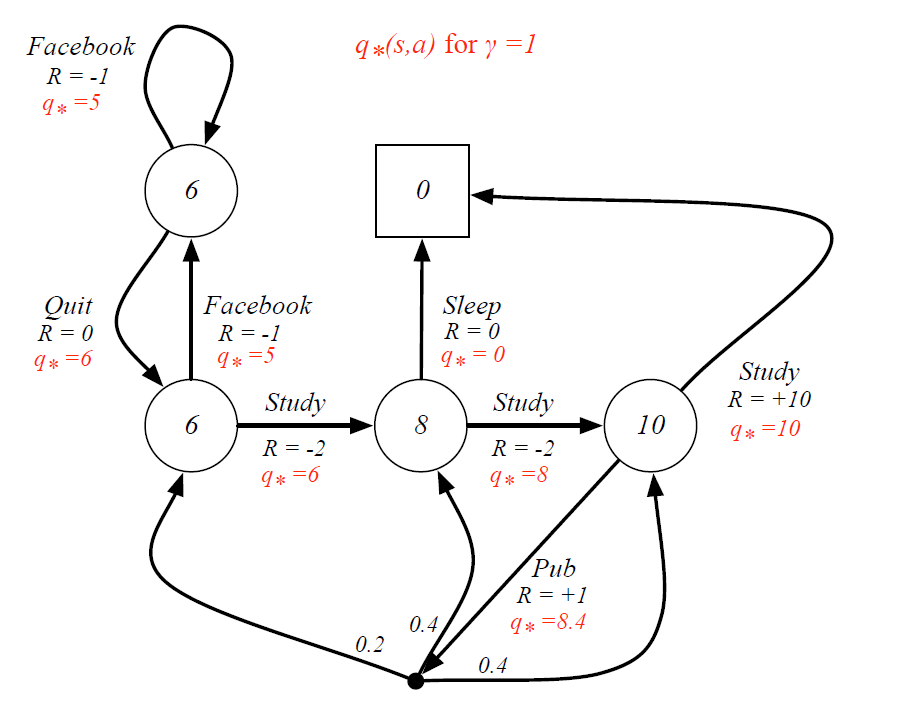 Facebook
R = -1
q* =5
q*(s,a) for γ =1
6
0
Quit
R = 0
q* =6
Facebook
R = -1
q* =5
Sleep
R = 0
q* = 0
Study
R = +10
q* =10
6
Study
R = -2
q* =6
8
Study
R = -2
q* =8
10
Pub
R = +1
q* =8.4
0.2
0.4
0.4